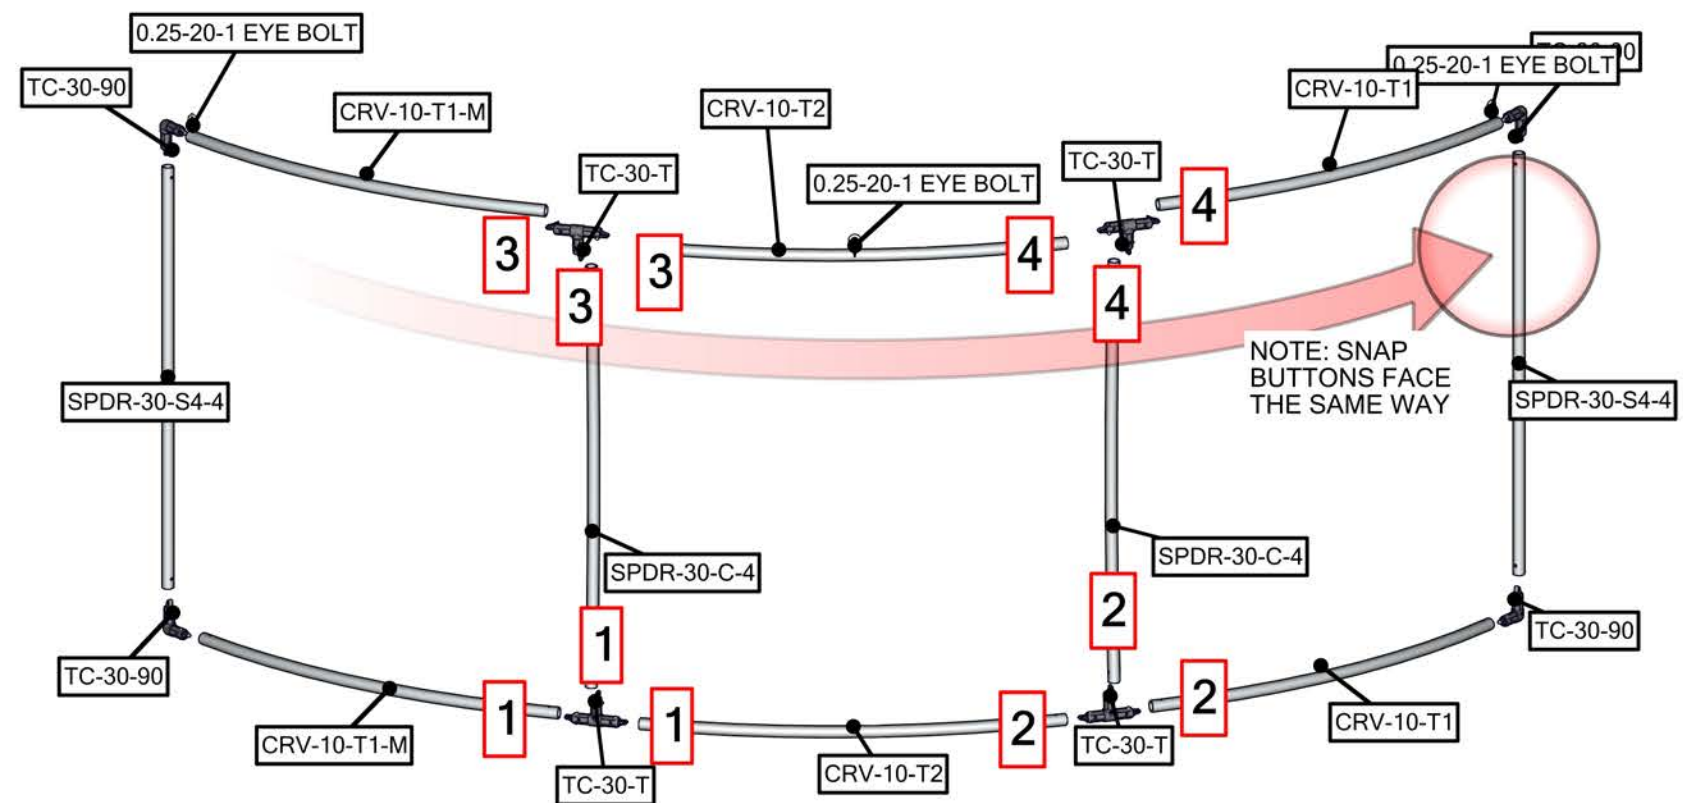 0.25-20-1 EYE BOLT
TC-30-90
CRV-10-T1-M
CRV-10-T2
TC-30-T
0.25-20-1 EYE BOLT
TC-30-T
CRV-10-T1
0.25-20-1 EYE BOLT
3
3
3
4
4
4
NOTE: SNAP
BUTTONS FACE
THE SAME WAY
SPDR-30-S4-4
SPDR-30-S4-4
SPDR-30-C-4
SPDR-30-C-4
1
2
TC-30-90
TC-30-90
1
1
2
2
CRV-10-T1-M
TC-30-T
CRV-10-T2
TC-30-T
CRV-10-T1